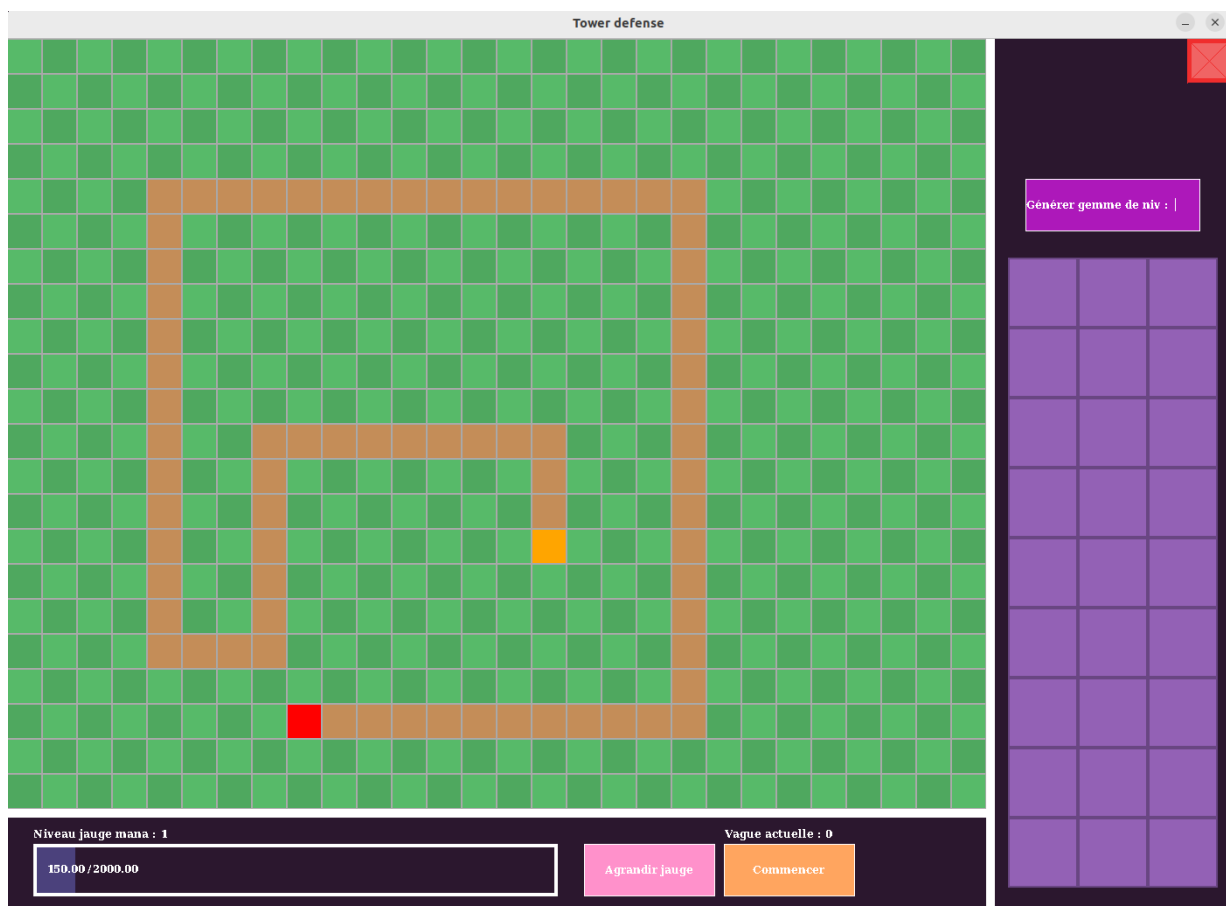 Tower defense
Générer gemme de niv :
Niveau jauge mana : 1
Vague actuelle : 0
150.00/2000.00
Agrandir jauge
Commencer